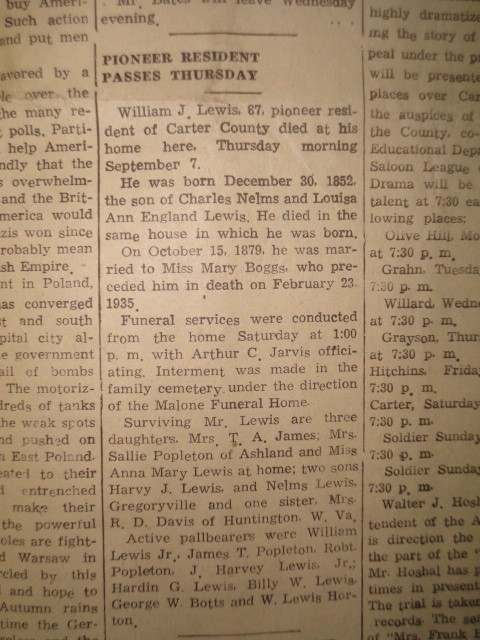 buy Ameri-
Such action
and put men
avored by a
le over the
the many re-
polls. Parti-
help Ameri-
ndly that the
s overwhelm-
and the Brit-
merica would
zis won since
robably mean
sh Empire.
nt in Poland,
has converged
st and south
pital city al-
e government
ail of bombs
The motoriz-
dreds of tanks
the weak spots
nd pushed on
n East Poland.
eated to their
d entrenched
make their
the powerful
oles are fight-
d Warsaw in
rcled by this
and hope to
Autumn rains
time the Ger-
Mr. Bates will leave Wednesday
evening.
PIONEER RESIDENT
PASSES THURSDAY
William J. Lewis, 87, pioneer resi-
dent of Carter County died at his
home here, Thursday morning
September 7.
He was born December 30, 1852,
the son of Charles Nelms and Louisa
Ann England Lewis. He died in the
same house in which he was born.
On October 15, 1879, he was mar-
ried to Miss Mary Boggs, who pre-
ceded him in death on February 23
1935.
Funeral services were conducted
from the home Saturday at 1:00
p. m. with Arthur C. Jarvis offici-
ating. Interment was made in the
family cemetery under the direction
of the Malone Funeral Home.
Surviving Mr. Lewis are three
daughters, Mrs. T. A. James; Mrs.
Sallie Popleton of Ashland and Miss
Anna Mary Lewis at home; two sons
Harvy J. Lewis, and Nelms Lewis,
Gregoryville and one sister, Mrs.
R. D. Davis of Huntington, W. Va.
Active pallbearers were William
Lewis Jr., James T. Popleton, Robt.
Popleton, J. Harvey Lewis, Jr.;
Hardin G. Lewis, Billy W. Lewis,
George W. Botts and W. Lewis Hor-
ton.
highly dramatize
ing the story of
peal under the p
will be presente
places over Car
the auspices of
the County, co-
Educational Depa
Saloon League
Drama will be
talent at 7:30 ea
lowing places:
Olive Hill, Mo
at 7:30 p. m.
Grahn, Tuesda
7:30 p. m.
Willard, Wedne
at 7:30 p. m.
Grayson, Thur
at 7:30 p. m.
Hitchins, Friday
7:30 p. m.
Carter, Saturday
7:30 p. m.
Soldier Sunday
7:30 p. m.
Soldier Sunday
7:30 p. m.
Walter J. Hosh
tendent of the A
is direction the
the part of the "
Mr. Hoshal has p
times in present
The trial is taken
records. The se
of "Mrs. Frank